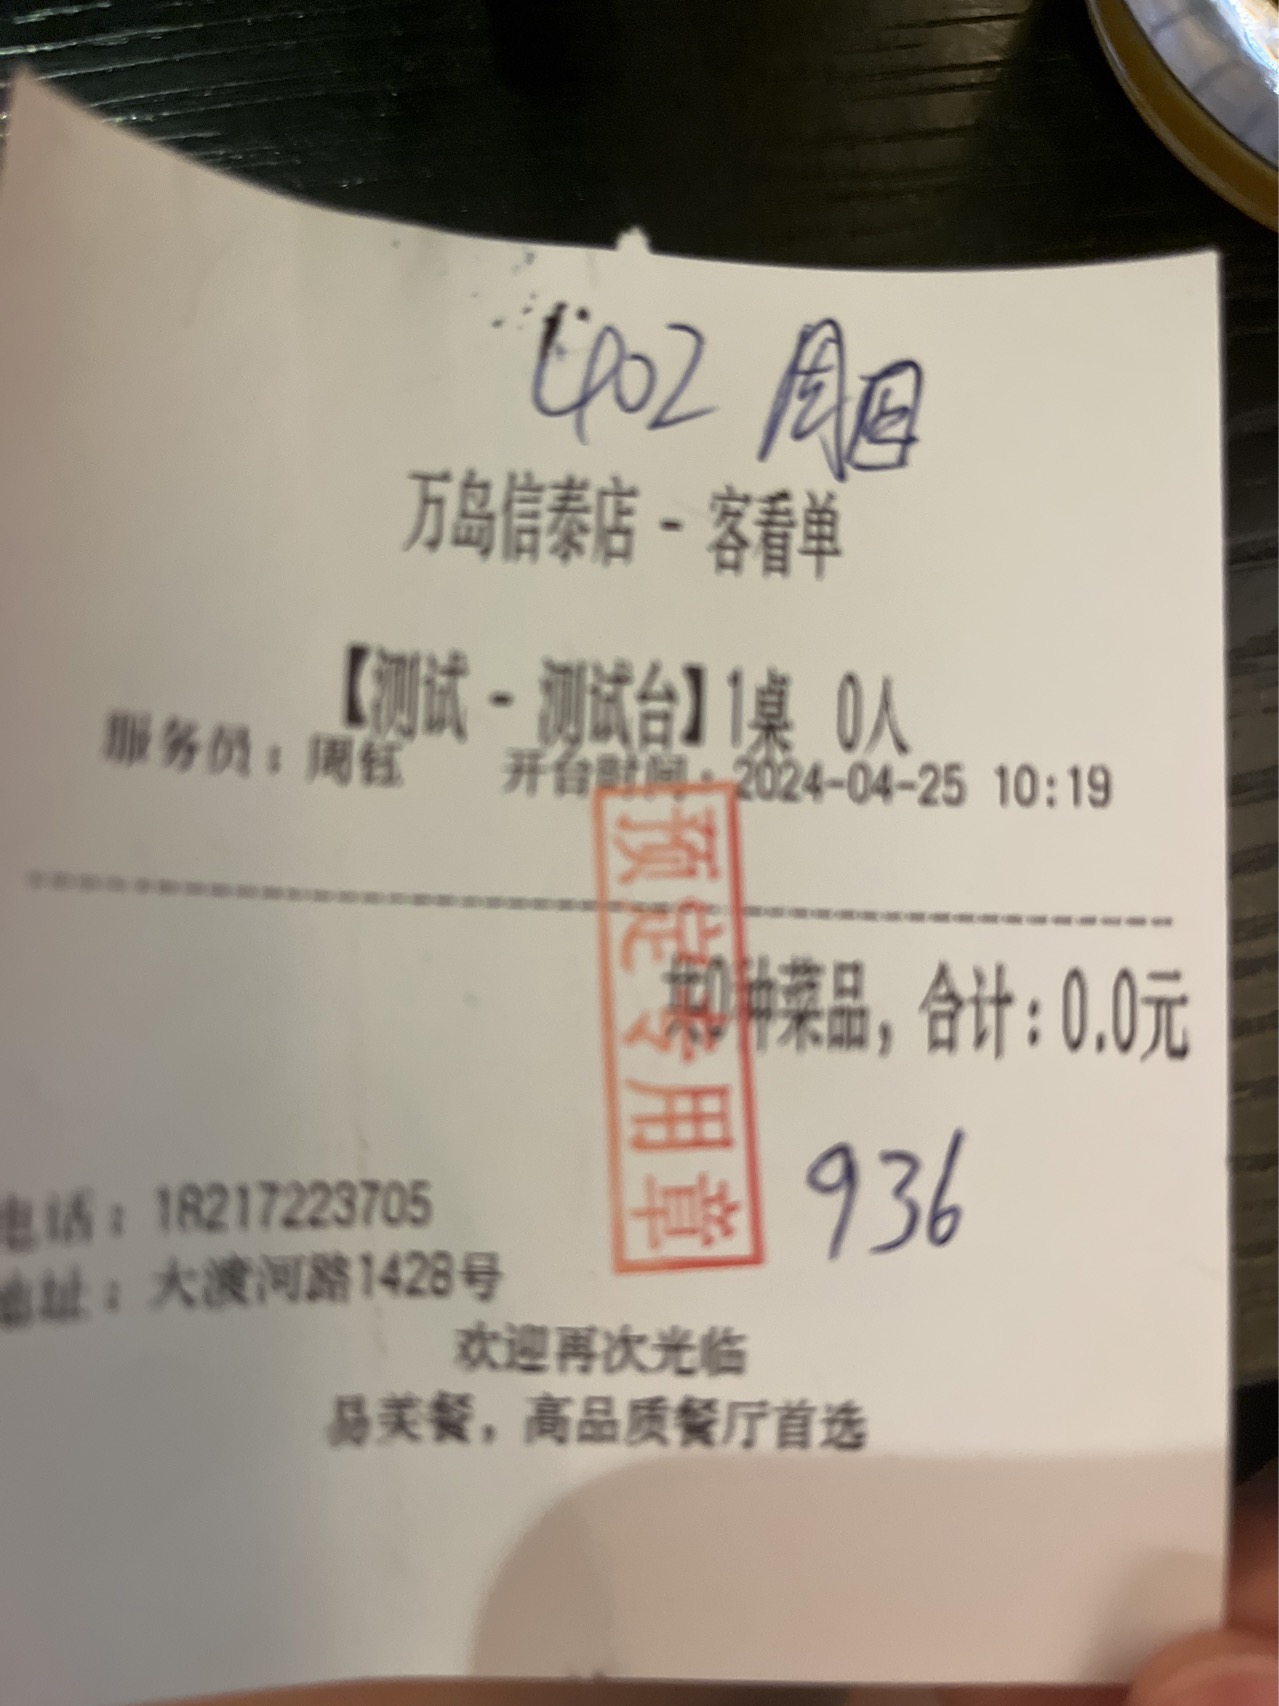 402 周
万岛信泰店 - 客看单
【测试 - 测试台】1桌 0人
服务员：周钰 开台时间：2024-04-25 10:19
共0种菜品，合计：0.0元
预定专用章
936
电话：18217223705
地址：大渡河路1428号
欢迎再次光临
易美餐，高品质餐厅首选